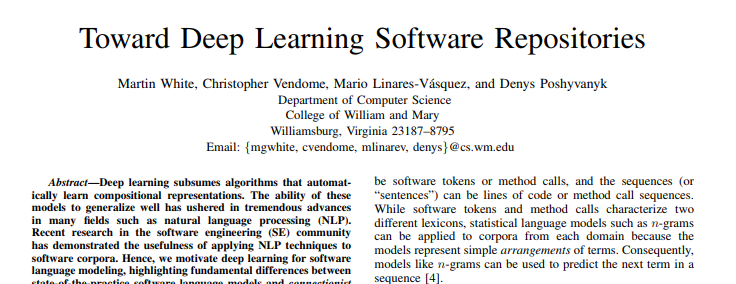 Toward Deep Learning Software Repositories
Martin White, Christopher Vendome, Mario Linares-Vásquez, and Denys Poshyvanyk
Department of Computer Science
College of William and Mary
Williamsburg, Virginia 23187–8795
Email: {mgwhite, cvendome, mlinarev, denys}@cs.wm.edu
Abstract—Deep learning subsumes algorithms that automat-
ically learn compositional representations. The ability of these
models to generalize well has ushered in tremendous advances
in many fields such as natural language processing (NLP).
Recent research in the software engineering (SE) community
has demonstrated the usefulness of applying NLP techniques to
software corpora. Hence, we motivate deep learning for software
language modeling, highlighting fundamental differences between
state-of-the-practice software language models and connectionist
be software tokens or method calls, and the sequences (or
“sentences”) can be lines of code or method call sequences.
While software tokens and method calls characterize two
different lexicons, statistical language models such as n-grams
can be applied to corpora from each domain because the
models represent simple arrangements of terms. Consequently,
models like n-grams can be used to predict the next term in a
sequence [4].